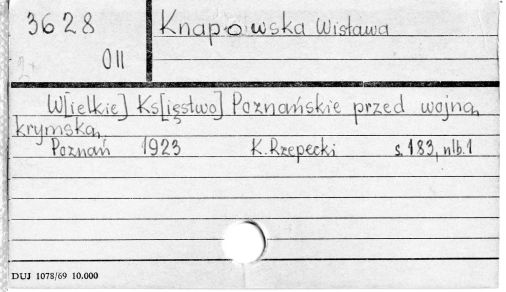 3628
OII
Knapowska Wisława
W[ielkie] Ks[ięstwo] Poznańskie przed wojną
krymską,
Poznań 1923 K. Rzepecki s. 183, nlb. 1
DUJ 1078/69 10.000